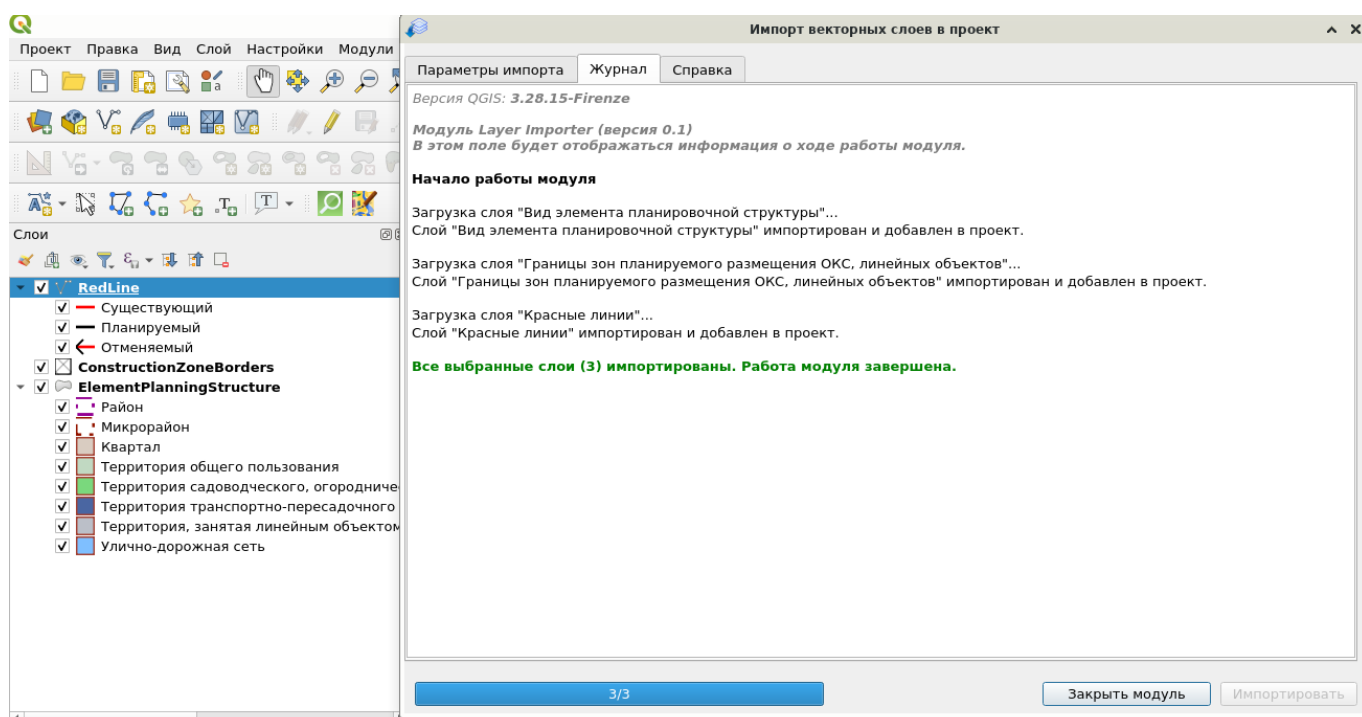 Импорт векторных слоев в проект
Проект Правка Вид Слой Настройки Модули
Параметры импорта Журнал Справка
Версия QGIS: 3.28.15-Firenze
Модуль Layer Importer (версия 0.1)
В этом поле будет отображаться информация о ходе работы модуля.
Начало работы модуля
Загрузка слоя "Вид элемента планировочной структуры"...
Слой "Вид элемента планировочной структуры" импортирован и добавлен в проект.
Загрузка слоя "Границы зон планируемого размещения ОКС, линейных объектов"...
Слой "Границы зон планируемого размещения ОКС, линейных объектов" импортирован и добавлен в проект.
Загрузка слоя "Красные линии"...
Слой "Красные линии" импортирован и добавлен в проект.
Все выбранные слои (3) импортированы. Работа модуля завершена.
Слои
RedLine
Существующий
Планируемый
Отменяемый
ConstructionZoneBorders
ElementPlanningStructure
Район
Микрорайон
Квартал
Территория общего пользования
Территория садоводческого, огородниче
Территория транспортно-пересадочного
Территория, занятая линейным объектом
Улично-дорожная сеть
3/3
Закрыть модуль Импортировать